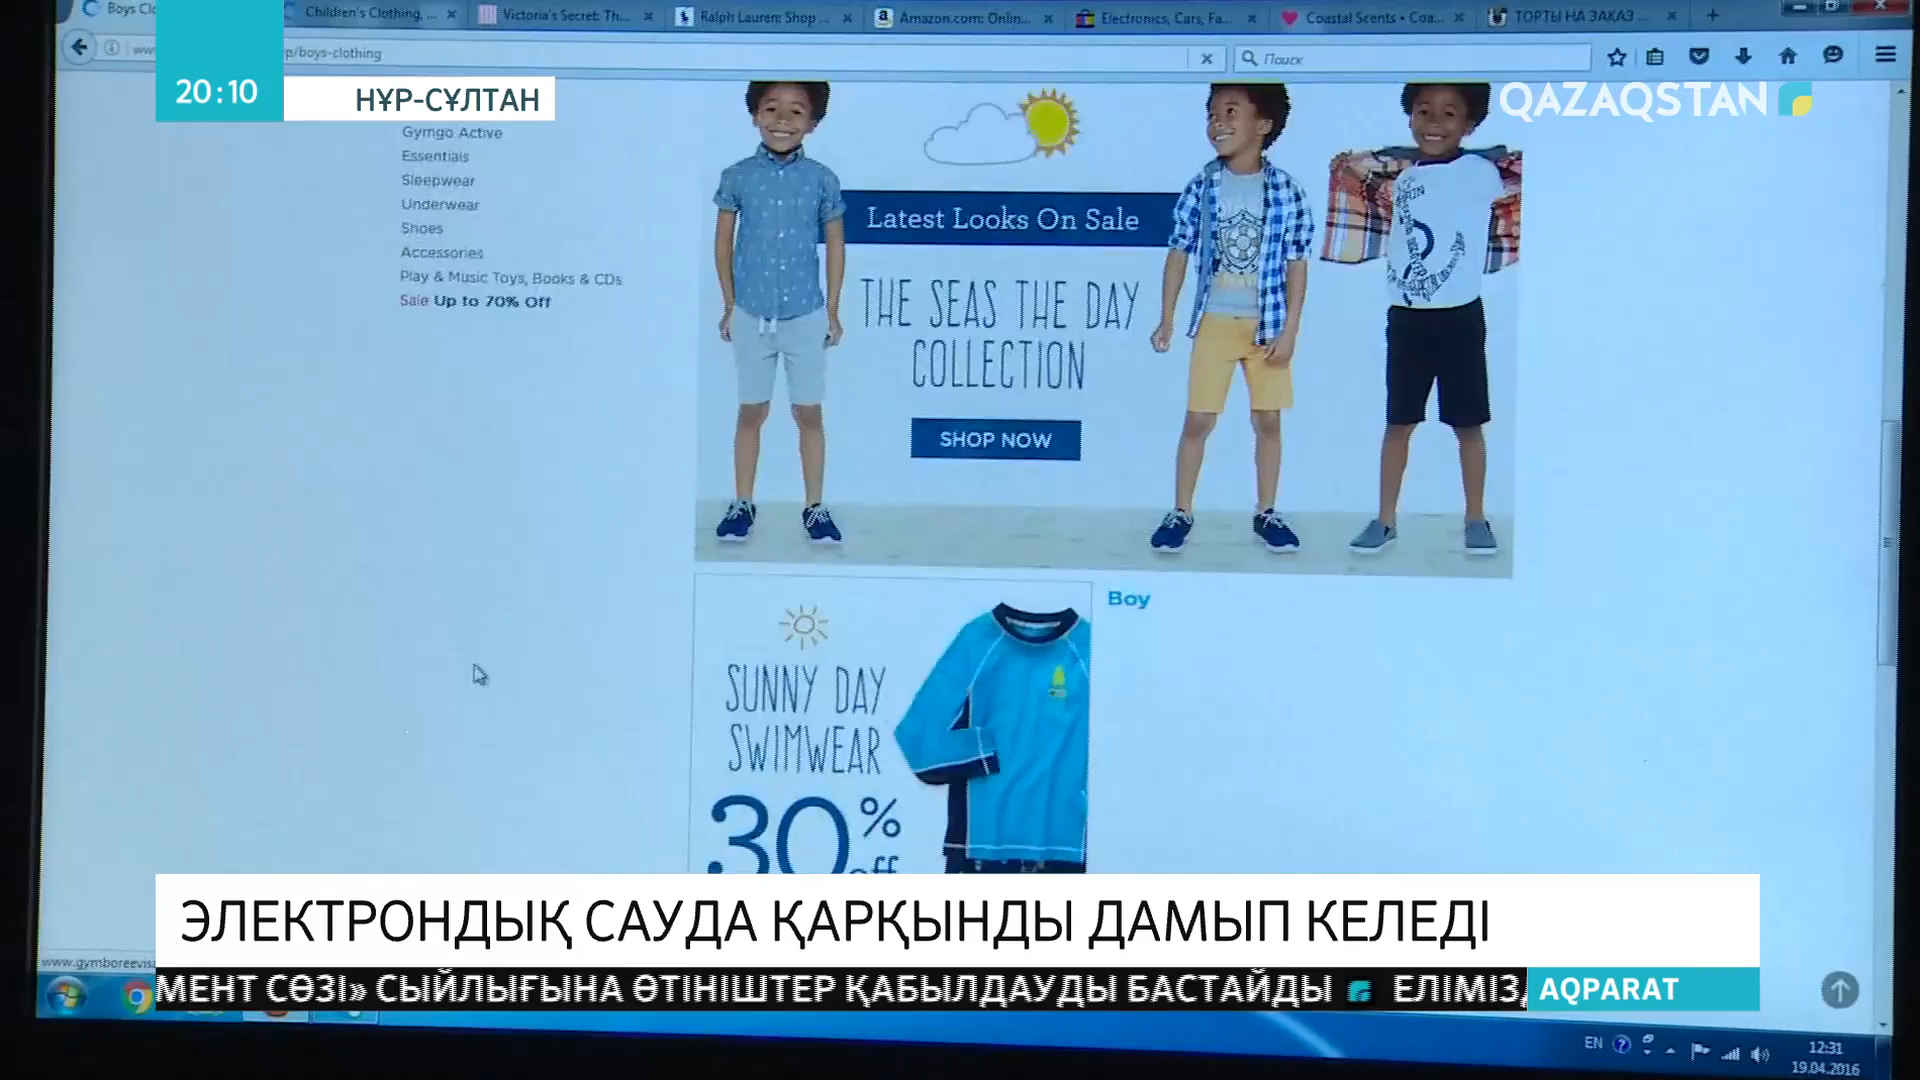 Boys Clo
Children's Clothing, ...
Victoria's Secret: Th...
Ralph Lauren: Shop ...
Amazon.com: Onlin...
Electronics, Cars, Fa...
Coastal Scents • Coa...
ТОРТЫ НА ЗАКАЗ ...
p/boys-clothing
Поиск
20:10
НҰР-СҰЛТАН
QAZAQSTAN
Gymgo Active
Essentials
Sleepwear
Underwear
Shoes
Accessories
Play & Music Toys, Books & CDs
Sale Up to 70% Off
Latest Looks On Sale
THE SEAS THE DAY
COLLECTION
SHOP NOW
Boy
SUNNY DAY
SWIMWEAR
30%
off
ЭЛЕКТРОНДЫҚ САУДА ҚАРҚЫНДЫ ДАМЫП КЕЛЕДІ
www.gymboreevisa
МЕНТ СӨЗІ» СЫЙЛЫҒЫНА ӨТІНІШТЕР ҚАБЫЛДАУДЫ БАСТАЙДЫ ЕЛІМІЗД
AQPARAT
EN
12:31
19.04.2016